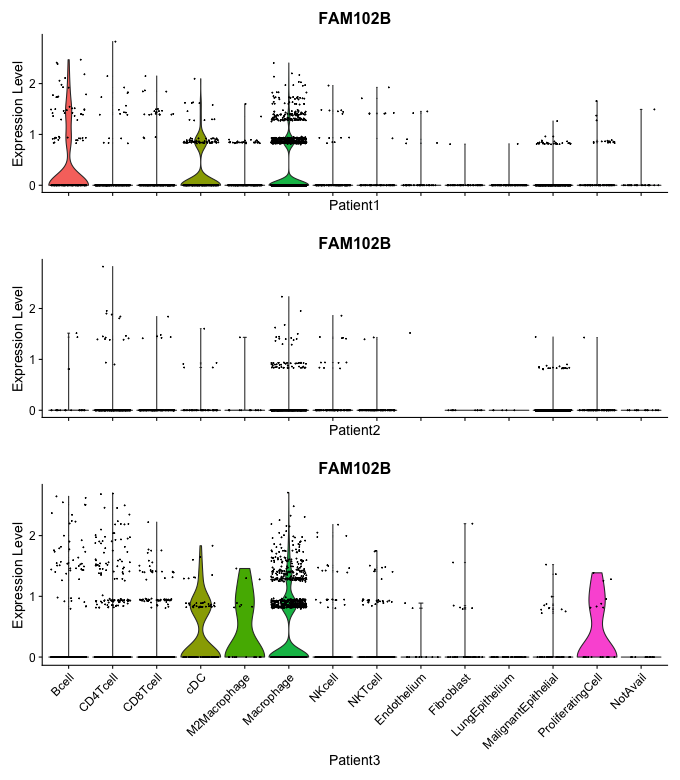 FAM102B
Expression Level
2
1
0
Patient1
FAM102B
Expression Level
2
1
0
Patient2
FAM102B
Expression Level
2
1
0
Bcell
CD4Tcell
CD8Tcell
cDC
M2Macrophage
Macrophage
NKcell
NKTcell
Endothelium
Fibroblast
LungEpithelium
MalignantEpithelial
ProliferatingCell
NotAvail
Patient3